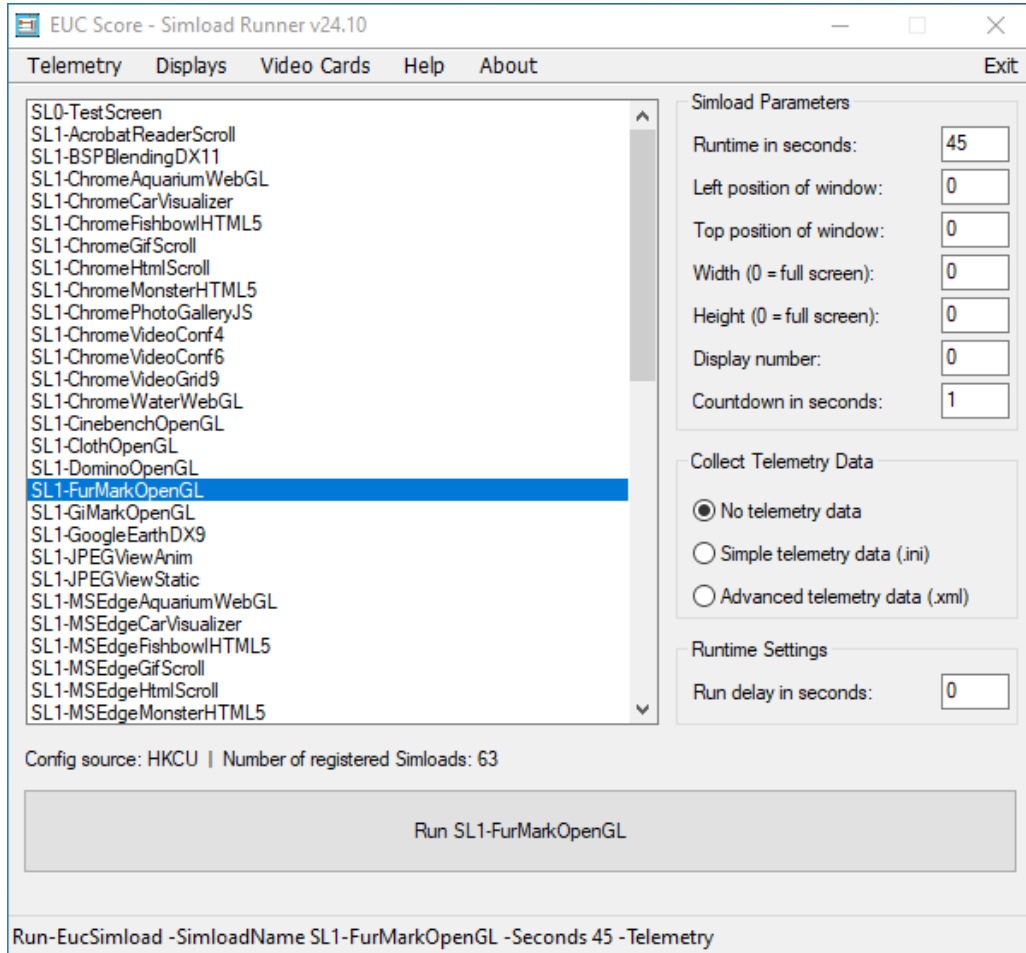 EUC Score - Simload Runner v24.10
Telemetry Displays Video Cards Help About Exit
SL0-TestScreen
SL1-AcrobatReaderScroll
SL1-BSPBlendingDX11
SL1-ChromeAquariumWebGL
SL1-ChromeCarVisualizer
SL1-ChromeFishbowlHTML5
SL1-ChromeGifScroll
SL1-ChromeHtmlScroll
SL1-ChromeMonsterHTML5
SL1-ChromePhotoGalleryJS
SL1-ChromeVideoConf4
SL1-ChromeVideoConf6
SL1-ChromeVideoGrid9
SL1-ChromeWaterWebGL
SL1-CinebenchOpenGL
SL1-ClothOpenGL
SL1-DominoOpenGL
SL1-FurMarkOpenGL
SL1-GiMarkOpenGL
SL1-GoogleEarthDX9
SL1-JPEGViewAnim
SL1-JPEGViewStatic
SL1-MSEdgeAquariumWebGL
SL1-MSEdgeCarVisualizer
SL1-MSEdgeFishbowlHTML5
SL1-MSEdgeGifScroll
SL1-MSEdgeHtmlScroll
SL1-MSEdgeMonsterHTML5
Simload Parameters
Runtime in seconds: 45
Left position of window: 0
Top position of window: 0
Width (0 = full screen): 0
Height (0 = full screen): 0
Display number: 0
Countdown in seconds: 1
Collect Telemetry Data
No telemetry data
Simple telemetry data (.ini)
Advanced telemetry data (.xml)
Runtime Settings
Run delay in seconds: 0
Config source: HKCU | Number of registered Simloads: 63
Run SL1-FurMarkOpenGL
Run-EucSimload -SimloadName SL1-FurMarkOpenGL -Seconds 45 -Telemetry